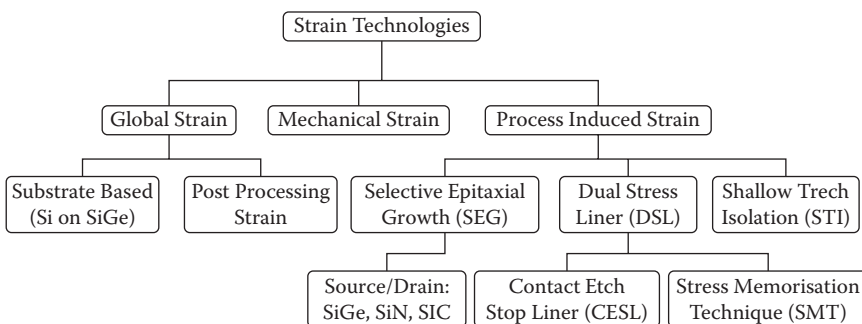 Strain Technologies
Global Strain
Mechanical Strain
Process Induced Strain
Substrate Based
(Si on SiGe)
Post Processing
Strain
Selective Epitaxial
Growth (SEG)
Dual Stress
Liner (DSL)
Shallow Trech
Isolation (STI)
Source/Drain:
SiGe, SiN, SIC
Contact Etch
Stop Liner (CESL)
Stress Memorisation
Technique (SMT)